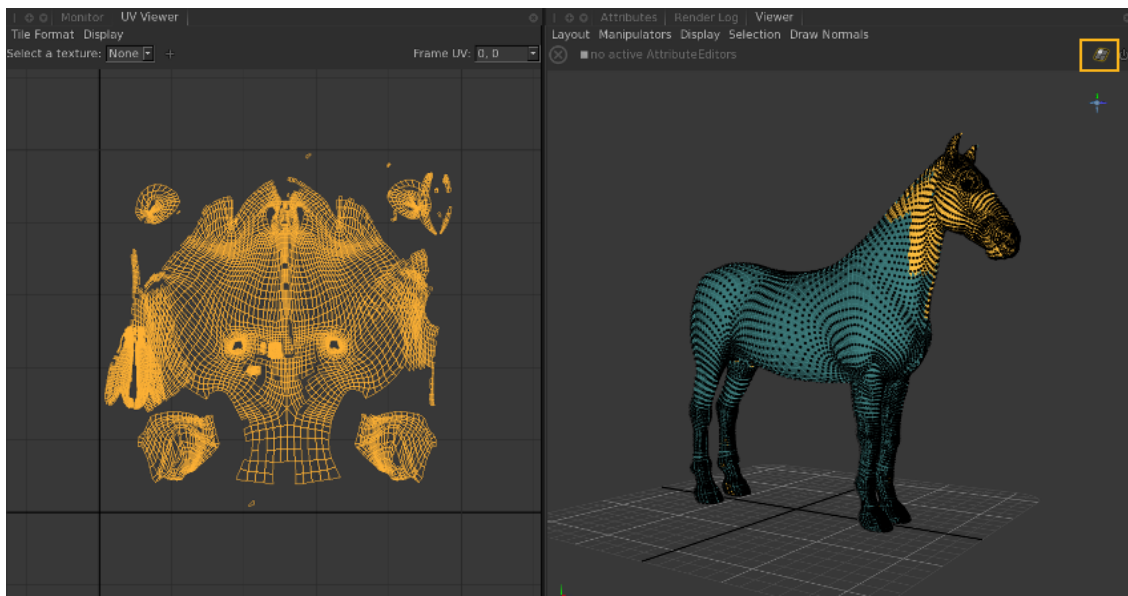 Monitor UV Viewer
Tile Format Display
Select a texture: None Frame UV: 0, 0
Attributes Render Log Viewer
Layout Manipulators Display Selection Draw Normals
no active AttributeEditors